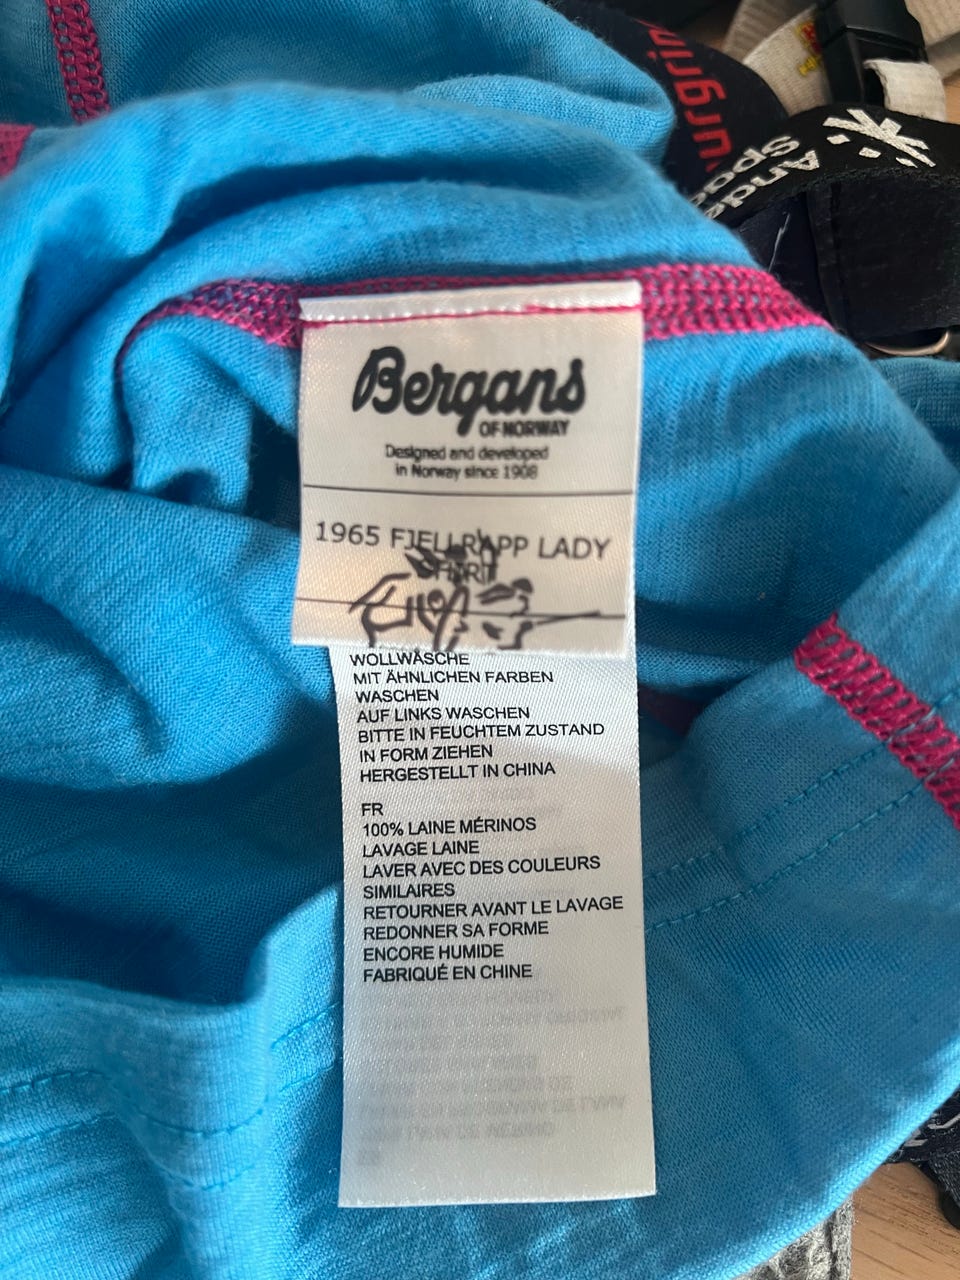 Bergans
OF NORWAY
Designed and developed
in Norway since 1908
1965 FJELLRAPP LADY
SHIRT
WOLLWÄSCHE
MIT ÄHNLICHEN FARBEN
WASCHEN
AUF LINKS WASCHEN
BITTE IN FEUCHTEM ZUSTAND
IN FORM ZIEHEN
HERGESTELLT IN CHINA
FR
100% LAINE MÉRINOS
LAVAGE LAINE
LAVER AVEC DES COULEURS
SIMILAIRES
RETOURNER AVANT LE LAVAGE
REDONNER SA FORME
ENCORE HUMIDE
FABRIQUÉ EN CHINE